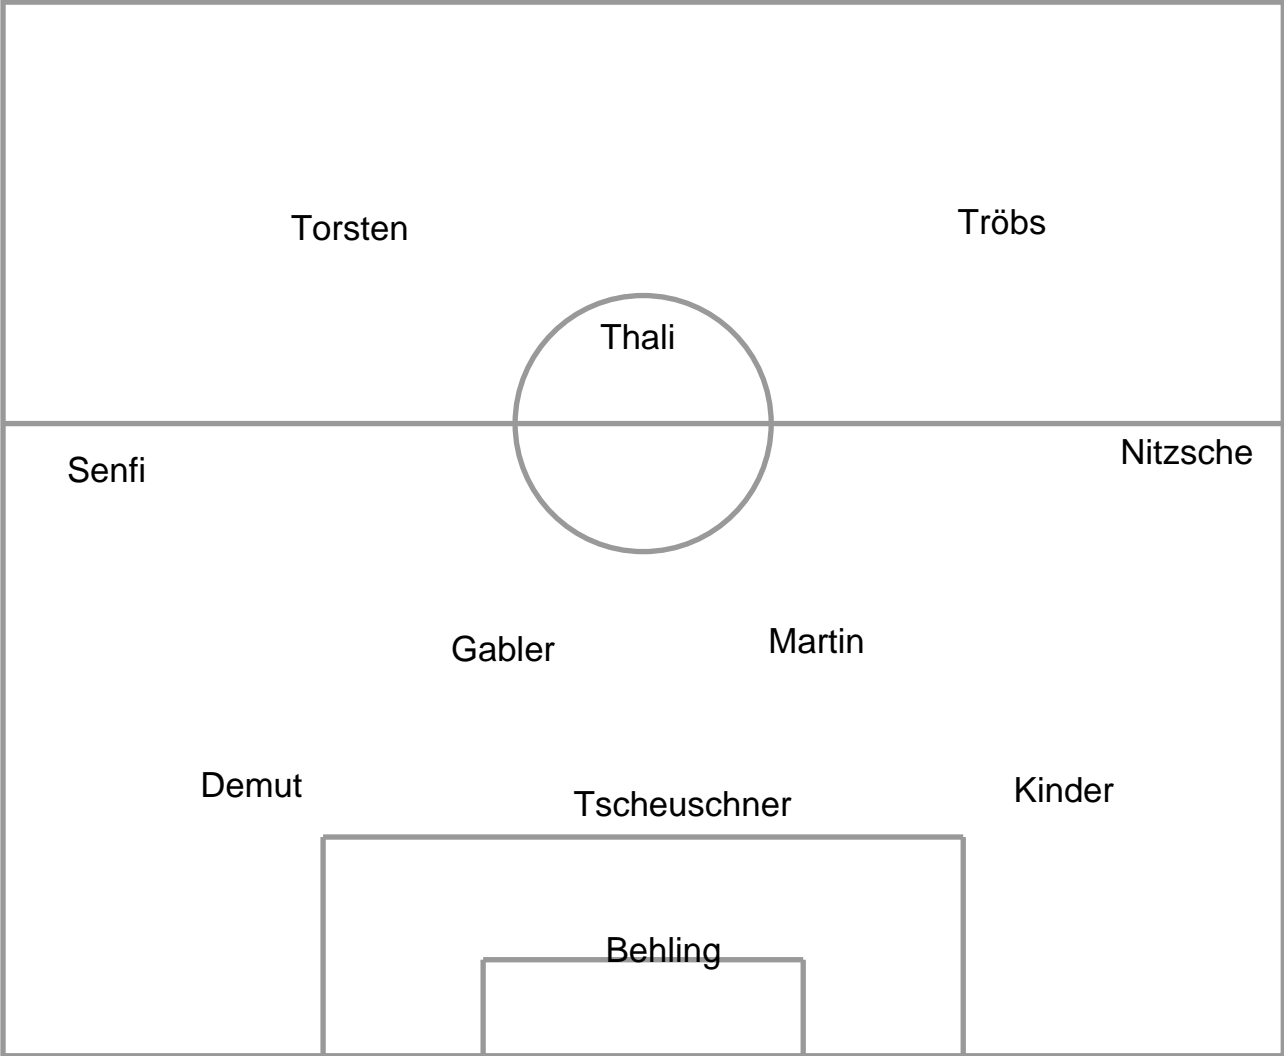 Torsten
Tröbs
Thali
Senfi
Nitzsche
Gabler
Martin
Demut
Tscheuschner
Kinder
Behling